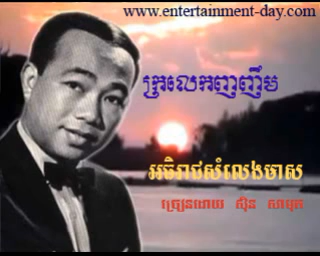 www.entertainment-day.com
ក្រលេកញញឹម
អធិរាជសំលេងមាស
ច្រៀងដោយ ស៊ុន សាមុត